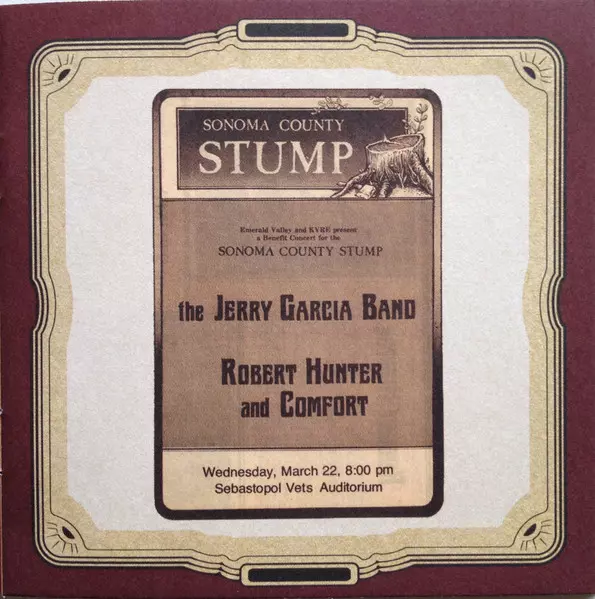 SONOMA COUNTY
STUMP
Emerald Valley and KVRE present
a Benefit Concert for the
SONOMA COUNTY STUMP
the JERRY GARCIA BAND
ROBERT HUNTER
and COMFORT
Wednesday, March 22, 8:00 pm
Sebastopol Vets Auditorium